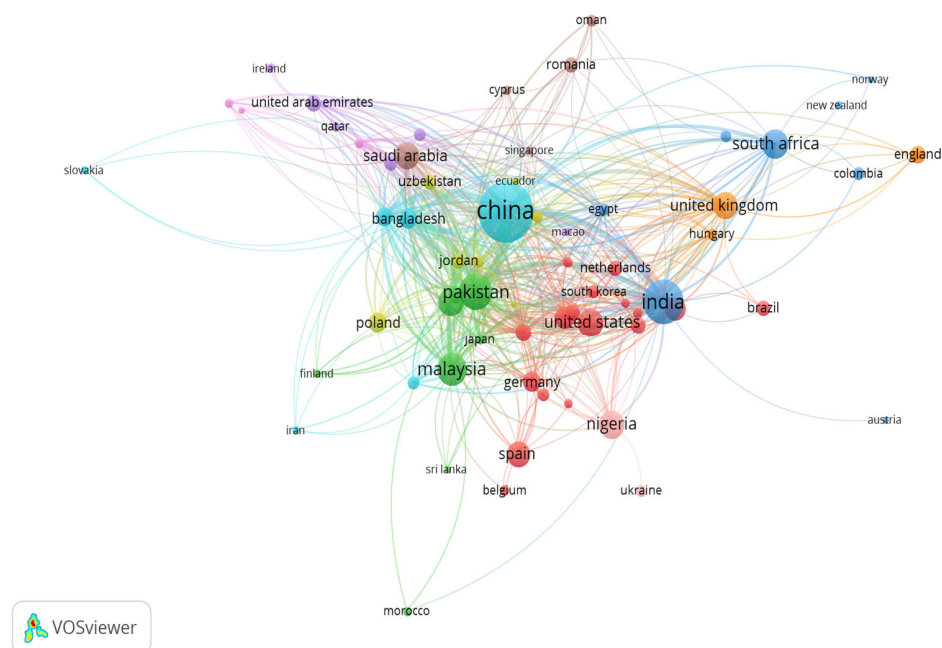 oman
romania
ireland
norway
cyprus
united arab emirates
new zealand
qatar
south africa
singapore
saudi arabia
england
slovakia
colombia
uzbekistan
ecuador
united kingdom
egypt
china
bangladesh
macao
hungary
jordan
netherlands
pakistan
south korea
india
brazil
poland
united states
japan
malaysia
finland
germany
austria
nigeria
iran
spain
sri lanka
belgium
ukraine
morocco
VOSviewer